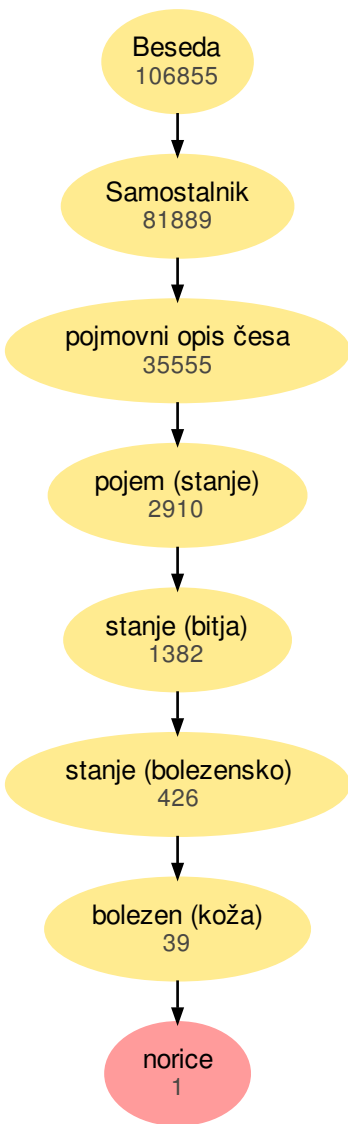 Beseda
106855
Samostalnik
81889
pojmovni opis česa
35555
pojem (stanje)
2910
stanje (bitja)
1382
stanje (bolezensko)
426
bolezen (koža)
39
norice
1